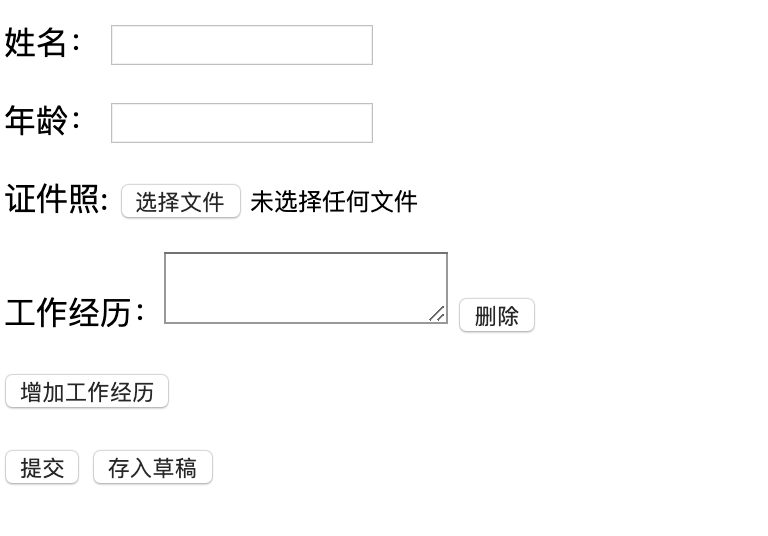 姓名：
年龄：
证件照: 选择文件 未选择任何文件
工作经历： 删除
增加工作经历
提交 存入草稿